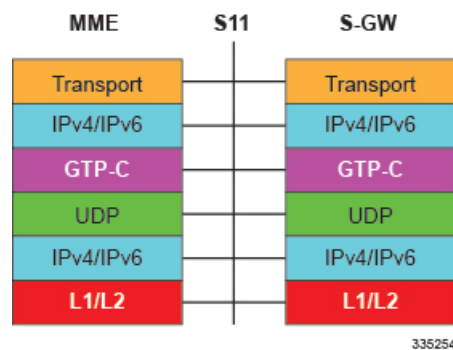 MME S11 S-GW
Transport Transport
IPv4/IPv6 IPv4/IPv6
GTP-C GTP-C
UDP UDP
IPv4/IPv6 IPv4/IPv6
L1/L2 L1/L2
335254